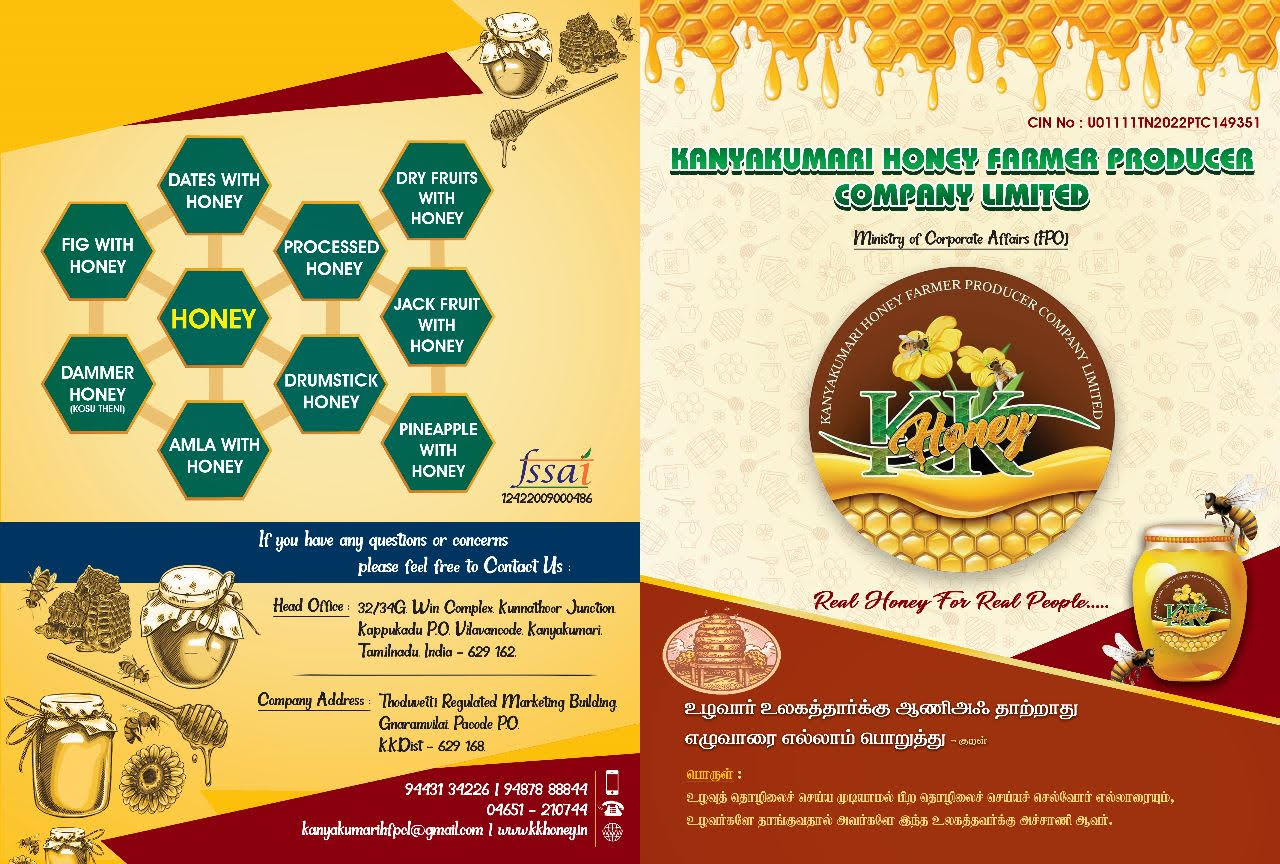 DATES WITH
HONEY
DRY FRUITS
WITH
HONEY
FIG WITH
HONEY
PROCESSED
HONEY
HONEY
JACK FRUIT
WITH
HONEY
DAMMER
HONEY
(KOSU THENI)
DRUMSTICK
HONEY
AMLA WITH
HONEY
PINEAPPLE
WITH
HONEY
fssai
12422009000486
If you have any questions or concerns
please feel free to Contact Us :
Head Office : 32/34G, Win Complex, Kunnathoor Junction,
Kappukadu P.O, Vilavancode, Kanyakumari,
Tamilnadu, India - 629 162.
Company Address : Thoduvetti Regulated Marketing Building,
Gnaramvilai, Pacode P.O.
K.K.Dist - 629 168.
94431 34226 | 94878 88844
04651 - 210744
kanyakumarihfpcl@gmail.com | www.kkhoney.in
CIN No : U01111TN2022PTC149351
KANYAKUMARI HONEY FARMER PRODUCER
COMPANY LIMITED
Ministry of Corporate Affairs (FPO)
KANYAKUMARI HONEY FARMER PRODUCER COMPANY LIMITED
KK
Honey
Real Honey For Real People.....
KK
Honey
உழவார் உலகத்தார்க்கு ஆணிஅஃ தாற்றாது
எழுவாரை எல்லாம் பொறுத்து - குறள்
பொருள் :
உழவுத் தொழிலைச் செய்ய முடியாமல் பிற தொழிலைச் செய்யச் செல்வோர் எல்லாரையும்,
உழவர்களே தாங்குவதால் அவர்களே இந்த உலகத்தவர்க்கு அச்சாணி ஆவர்.